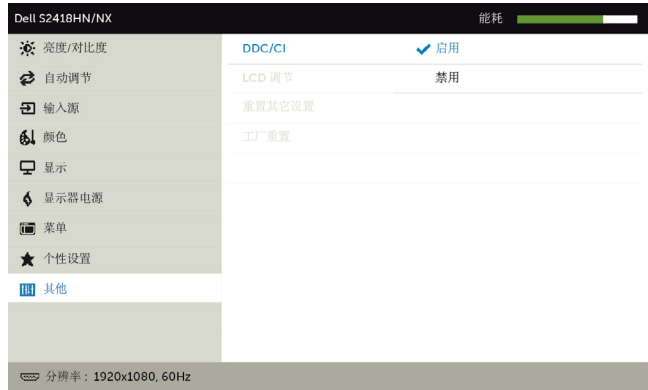 Dell S2418HN/NX 能耗
亮度/对比度
自动调节
输入源
颜色
显示
显示器电源
菜单
个性设置
其他
DDC/CI
LCD 调节
重置其它设置
工厂重置
启用
禁用
分辨率：1920x1080, 60Hz